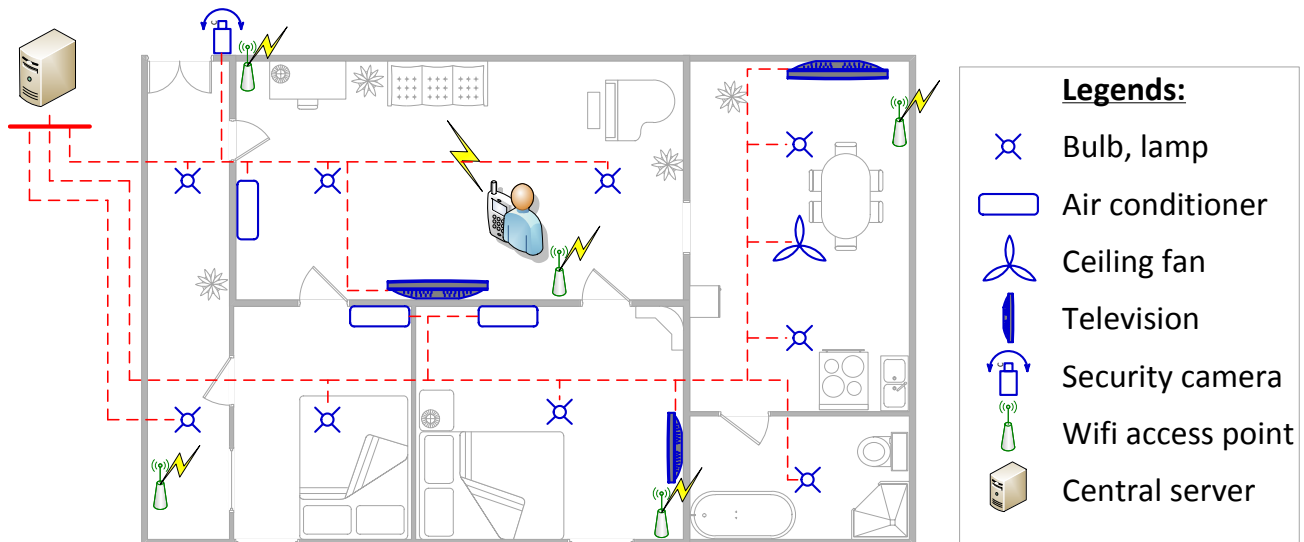 Legends:
Bulb, lamp
Air conditioner
Ceiling fan
Television
Security camera
Wifi access point
Central server